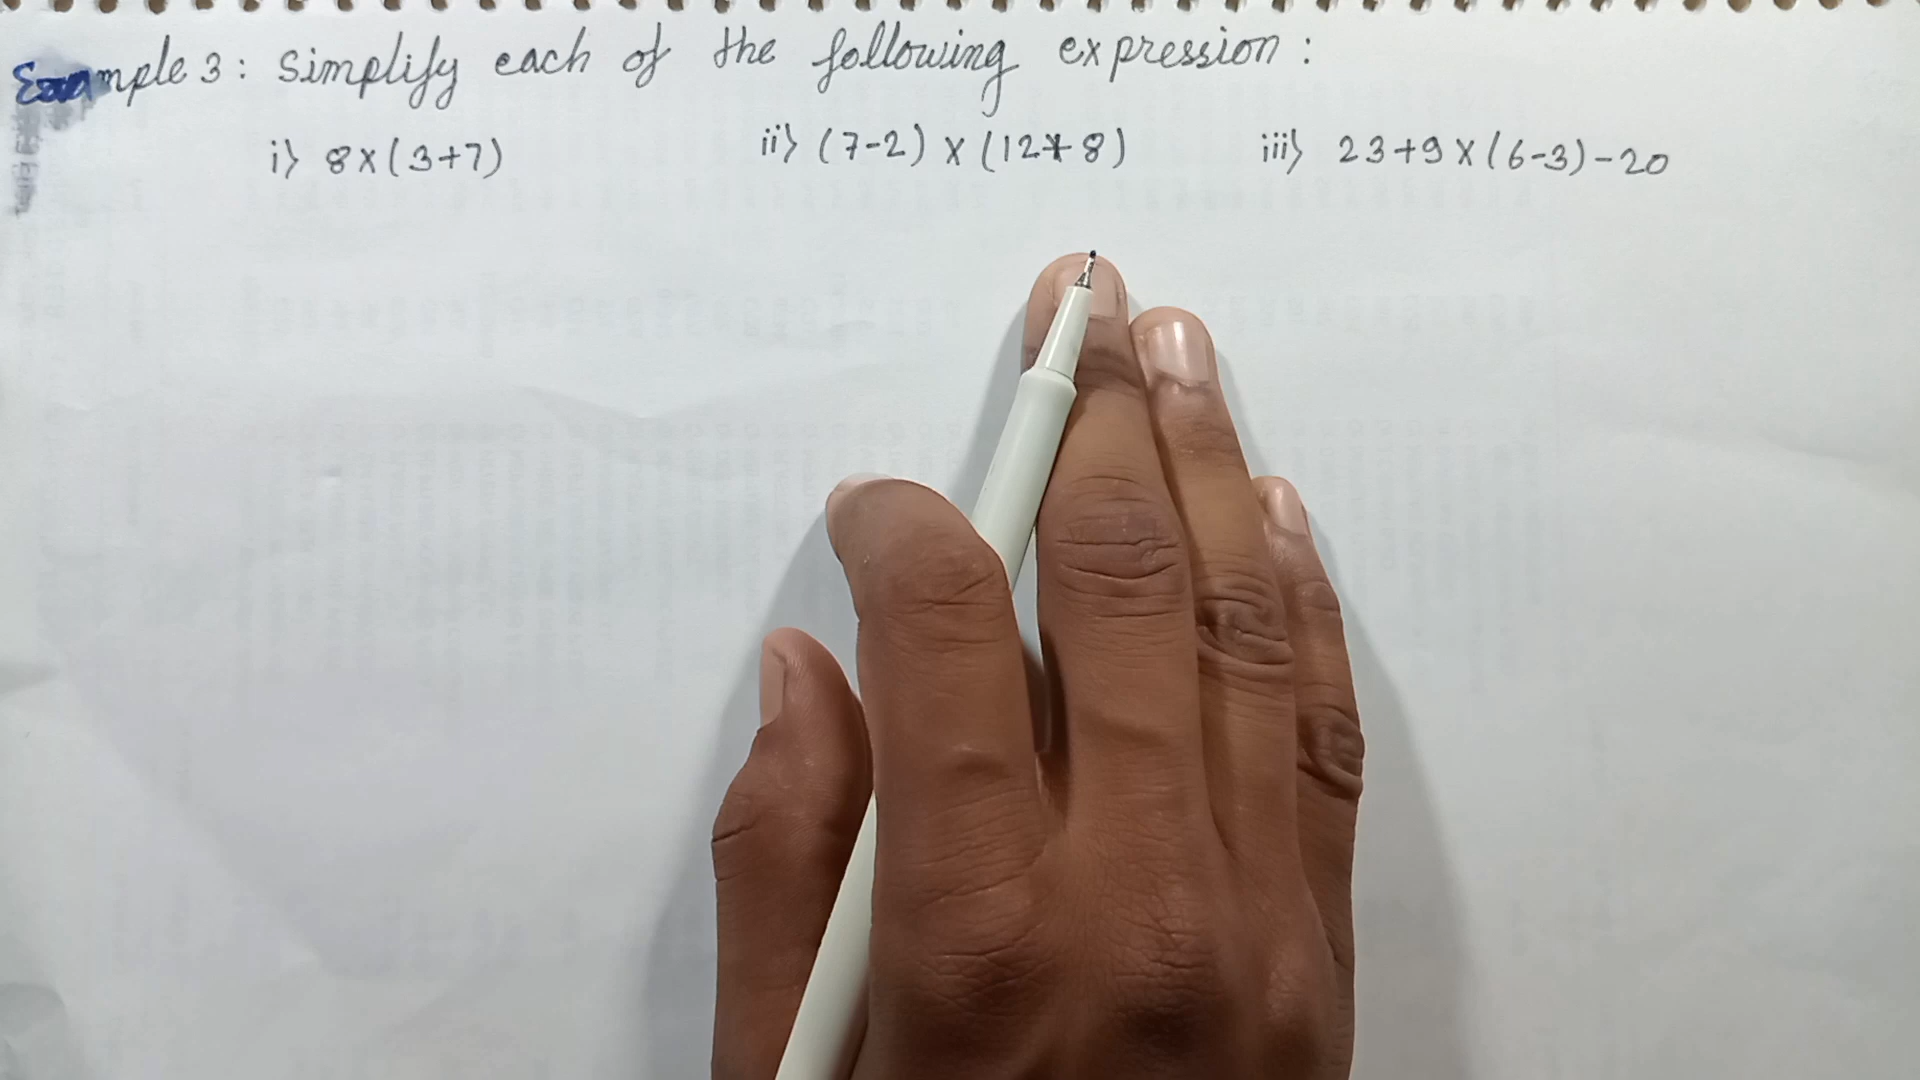 Example 3: Simplify each of the following expression:
i) 8×(3+7) ii) (7-2) × (12+8) iii) 23+9×(6-3)-20